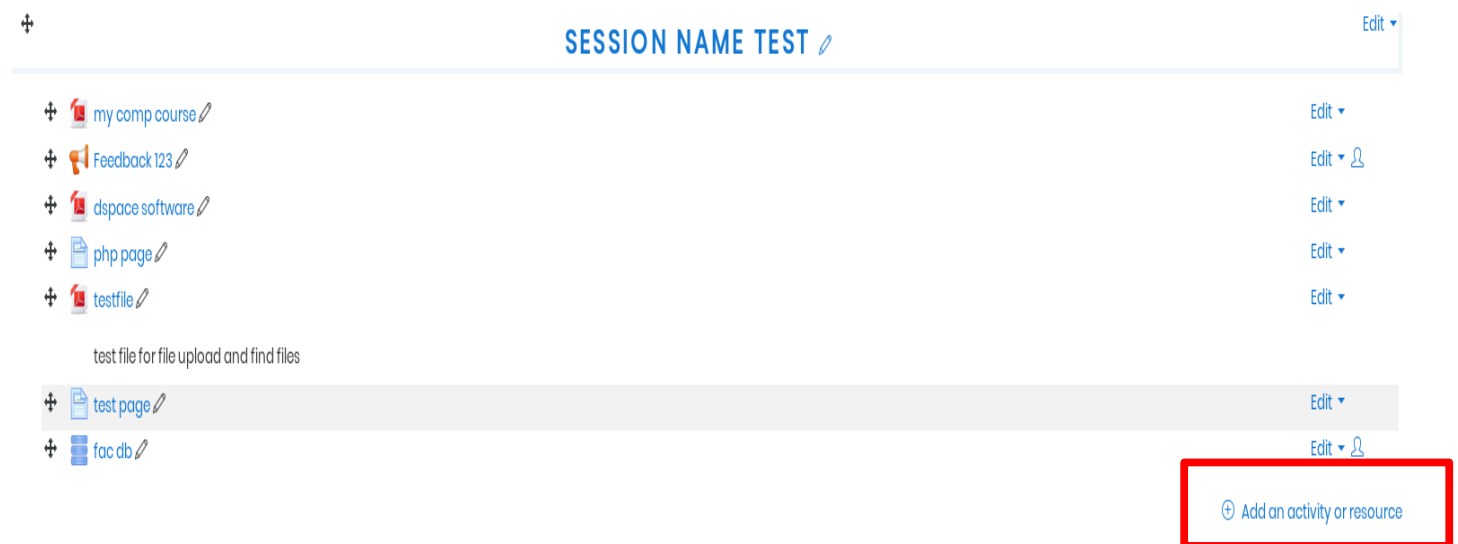 Edit
SESSION NAME TEST
my comp course Edit
Feedback 123 Edit
dspace software Edit
php page Edit
testfile Edit
test file for file upload and find files
test page Edit
fac db Edit
Add an activity or resource